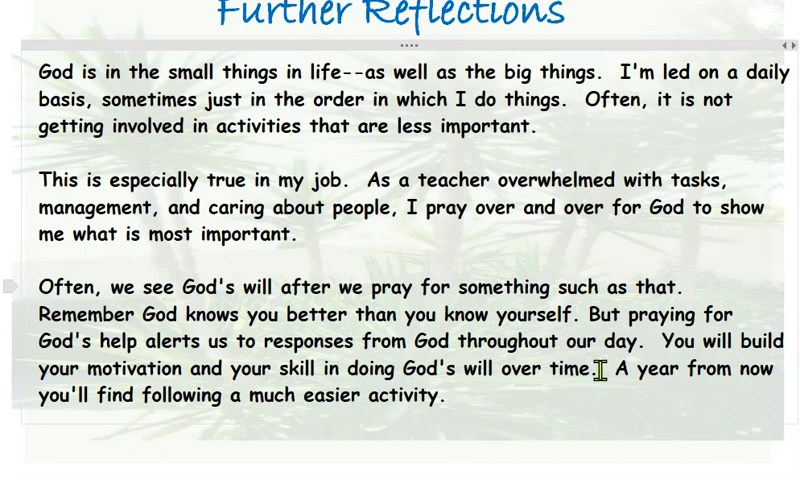 Further Reflections
God is in the small things in life--as well as the big things.  I'm led on a daily
basis, sometimes just in the order in which I do things.  Often, it is not
getting involved in activities that are less important.
This is especially true in my job.  As a teacher overwhelmed with tasks,
management, and caring about people, I pray over and over for God to show
me what is most important.
Often, we see God's will after we pray for something such as that.
Remember God knows you better than you know yourself. But praying for
God's help alerts us to responses from God throughout our day.  You will build
your motivation and your skill in doing God's will over time.  A year from now
you'll find following a much easier activity.